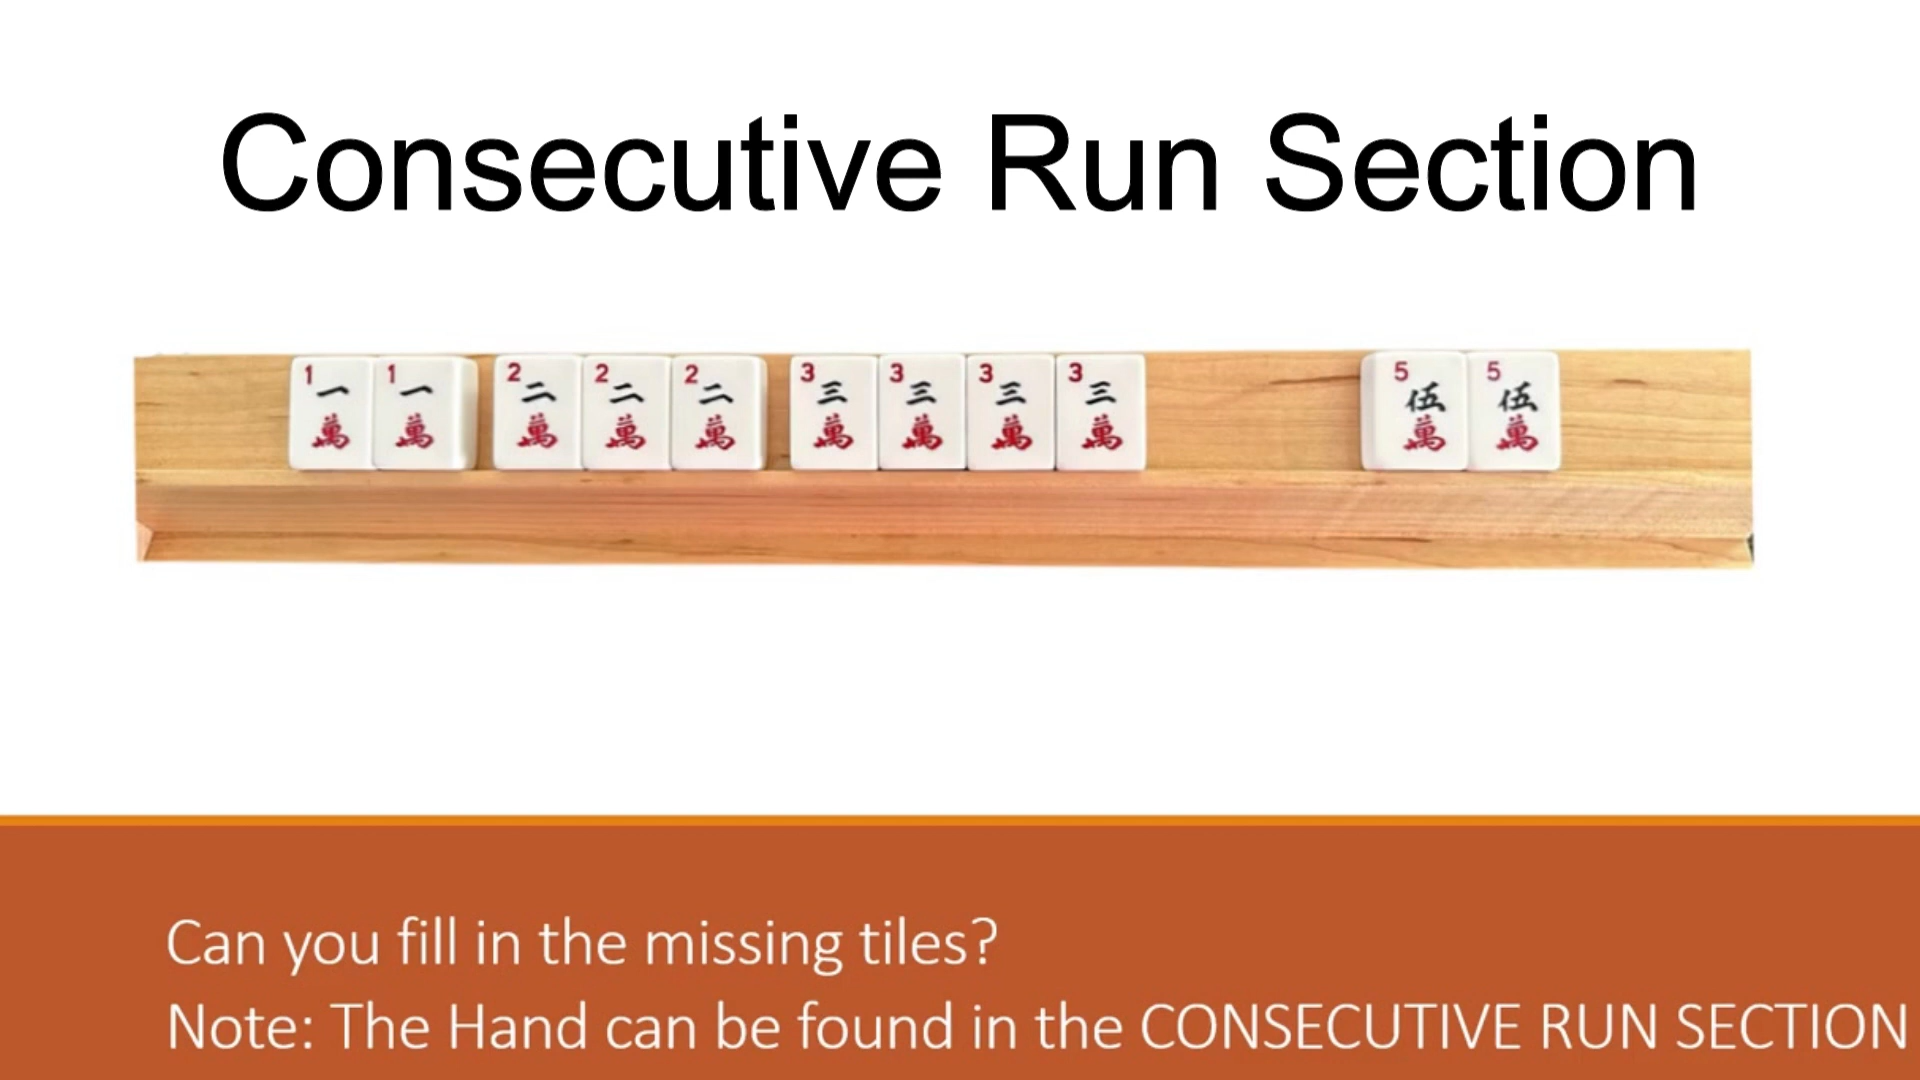 Consecutive Run Section
1 1 2 2 2 3 3 3 3 5 5
一 一 二 二 二 三 三 三 三 伍 伍
萬 萬 萬 萬 萬 萬 萬 萬 萬 萬 萬
Can you fill in the missing tiles?
Note: The Hand can be found in the CONSECUTIVE RUN SECTION